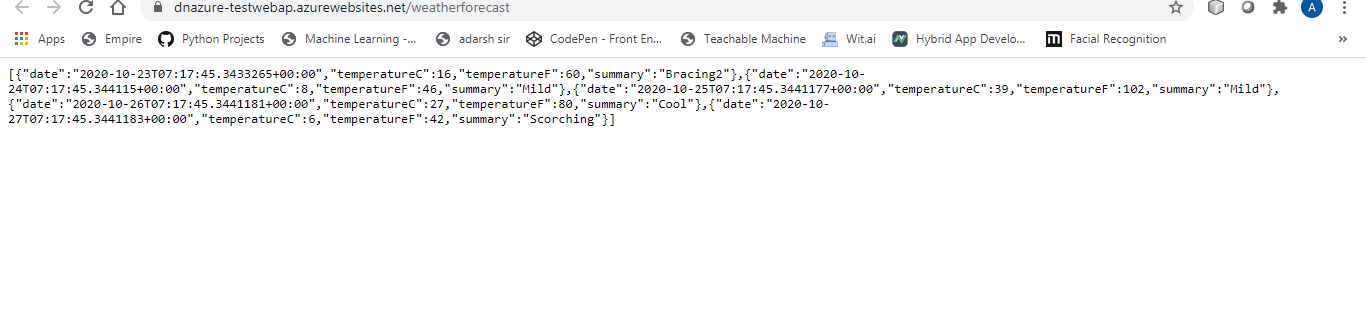 dnazure-testwebap.azurewebsites.net/weatherforecast
A
Apps Empire Python Projects Machine Learning -... adarsh sir CodePen - Front En... Teachable Machine Wit.ai Hybrid App Develo... m Facial Recognition »
[{"date":"2020-10-23T07:17:45.3433265+00:00","temperatureC":16,"temperatureF":60,"summary":"Bracing2"},{"date":"2020-10-
24T07:17:45.344115+00:00","temperatureC":8,"temperatureF":46,"summary":"Mild"},{"date":"2020-10-25T07:17:45.3441177+00:00","temperatureC":39,"temperatureF":102,"summary":"Mild"},
{"date":"2020-10-26T07:17:45.3441181+00:00","temperatureC":27,"temperatureF":80,"summary":"Cool"},{"date":"2020-10-
27T07:17:45.3441183+00:00","temperatureC":6,"temperatureF":42,"summary":"Scorching"}]